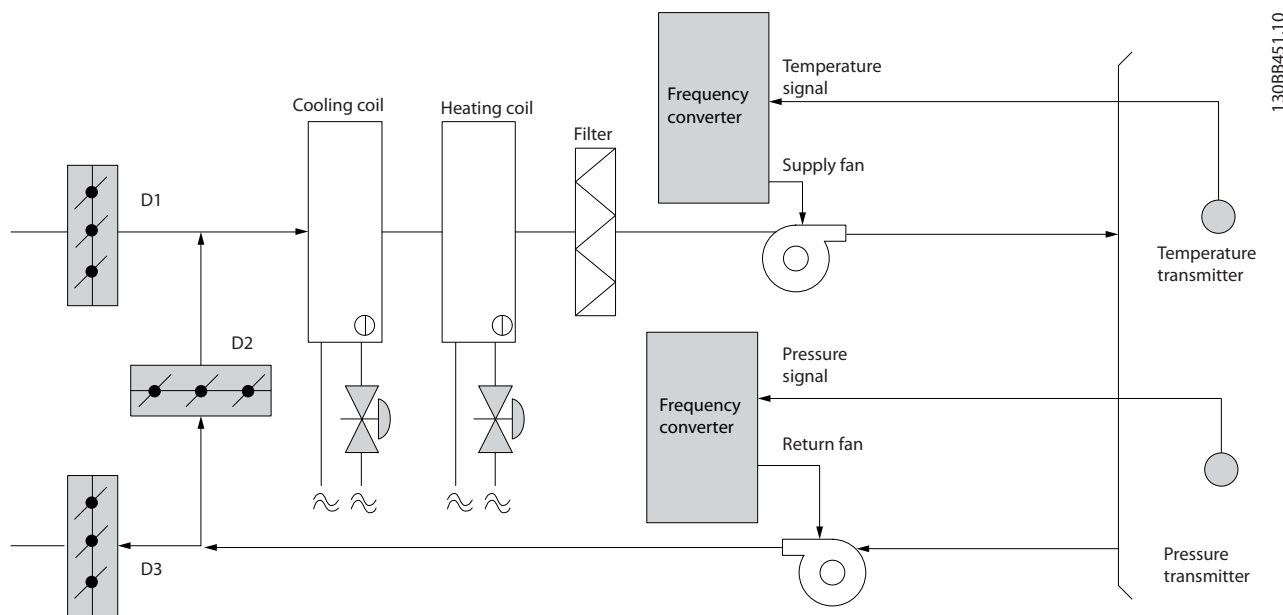 130BB451.10
Temperature
signal
Frequency
converter
Cooling coil
Heating coil
Filter
Supply fan
D1
Temperature
transmitter
D2
Pressure
signal
Frequency
converter
Return fan
D3
Pressure
transmitter